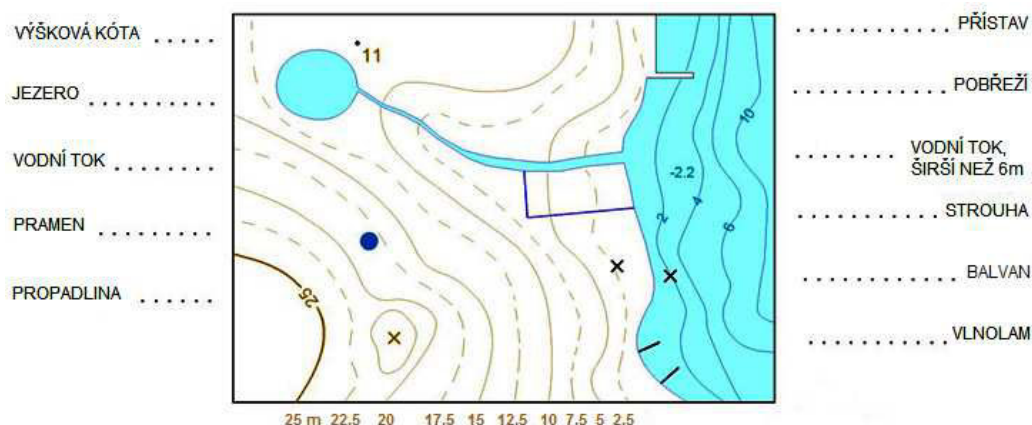 VÝŠKOVÁ KÓTA . . . . .
JEZERO . . . . . . . . . . .
VODNÍ TOK . . . . . . . .
PRAMEN . . . . . . . . . .
PROPADLINA . . . . . .
11
25
10
-2.2
2
4
6
25 m 22.5 20 17.5 15 12.5 10 7.5 5 2.5
. . . . . . . . . . . . PŘÍSTAV
. . . . . . . . . . . . POBŘEŽÍ
. . . . . . . . VODNÍ TOK,
ŠIRŠÍ NEŽ 6m
. . . . . . . . . . . . STROUHA
. . . . . . . . . . . . BALVAN
. . . . . . . . . . . . VLNOLAM